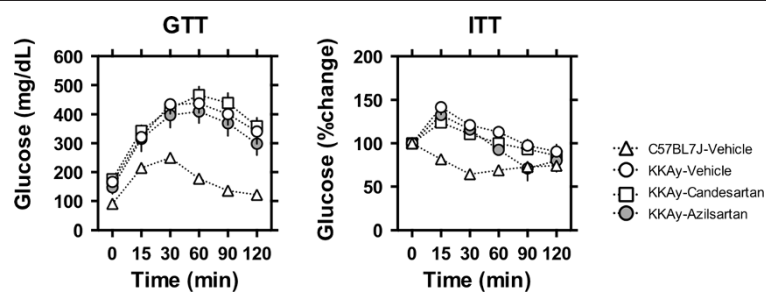 GTT
Glucose (mg/dL)
600
500
400
300
200
100
0
0 15 30 60 90 120
Time (min)
ITT
Glucose (%change)
200
150
100
50
0
0 15 30 60 90 120
Time (min)
C57BL7J-Vehicle
KKAy-Vehicle
KKAy-Candesartan
KKAy-Azilsartan